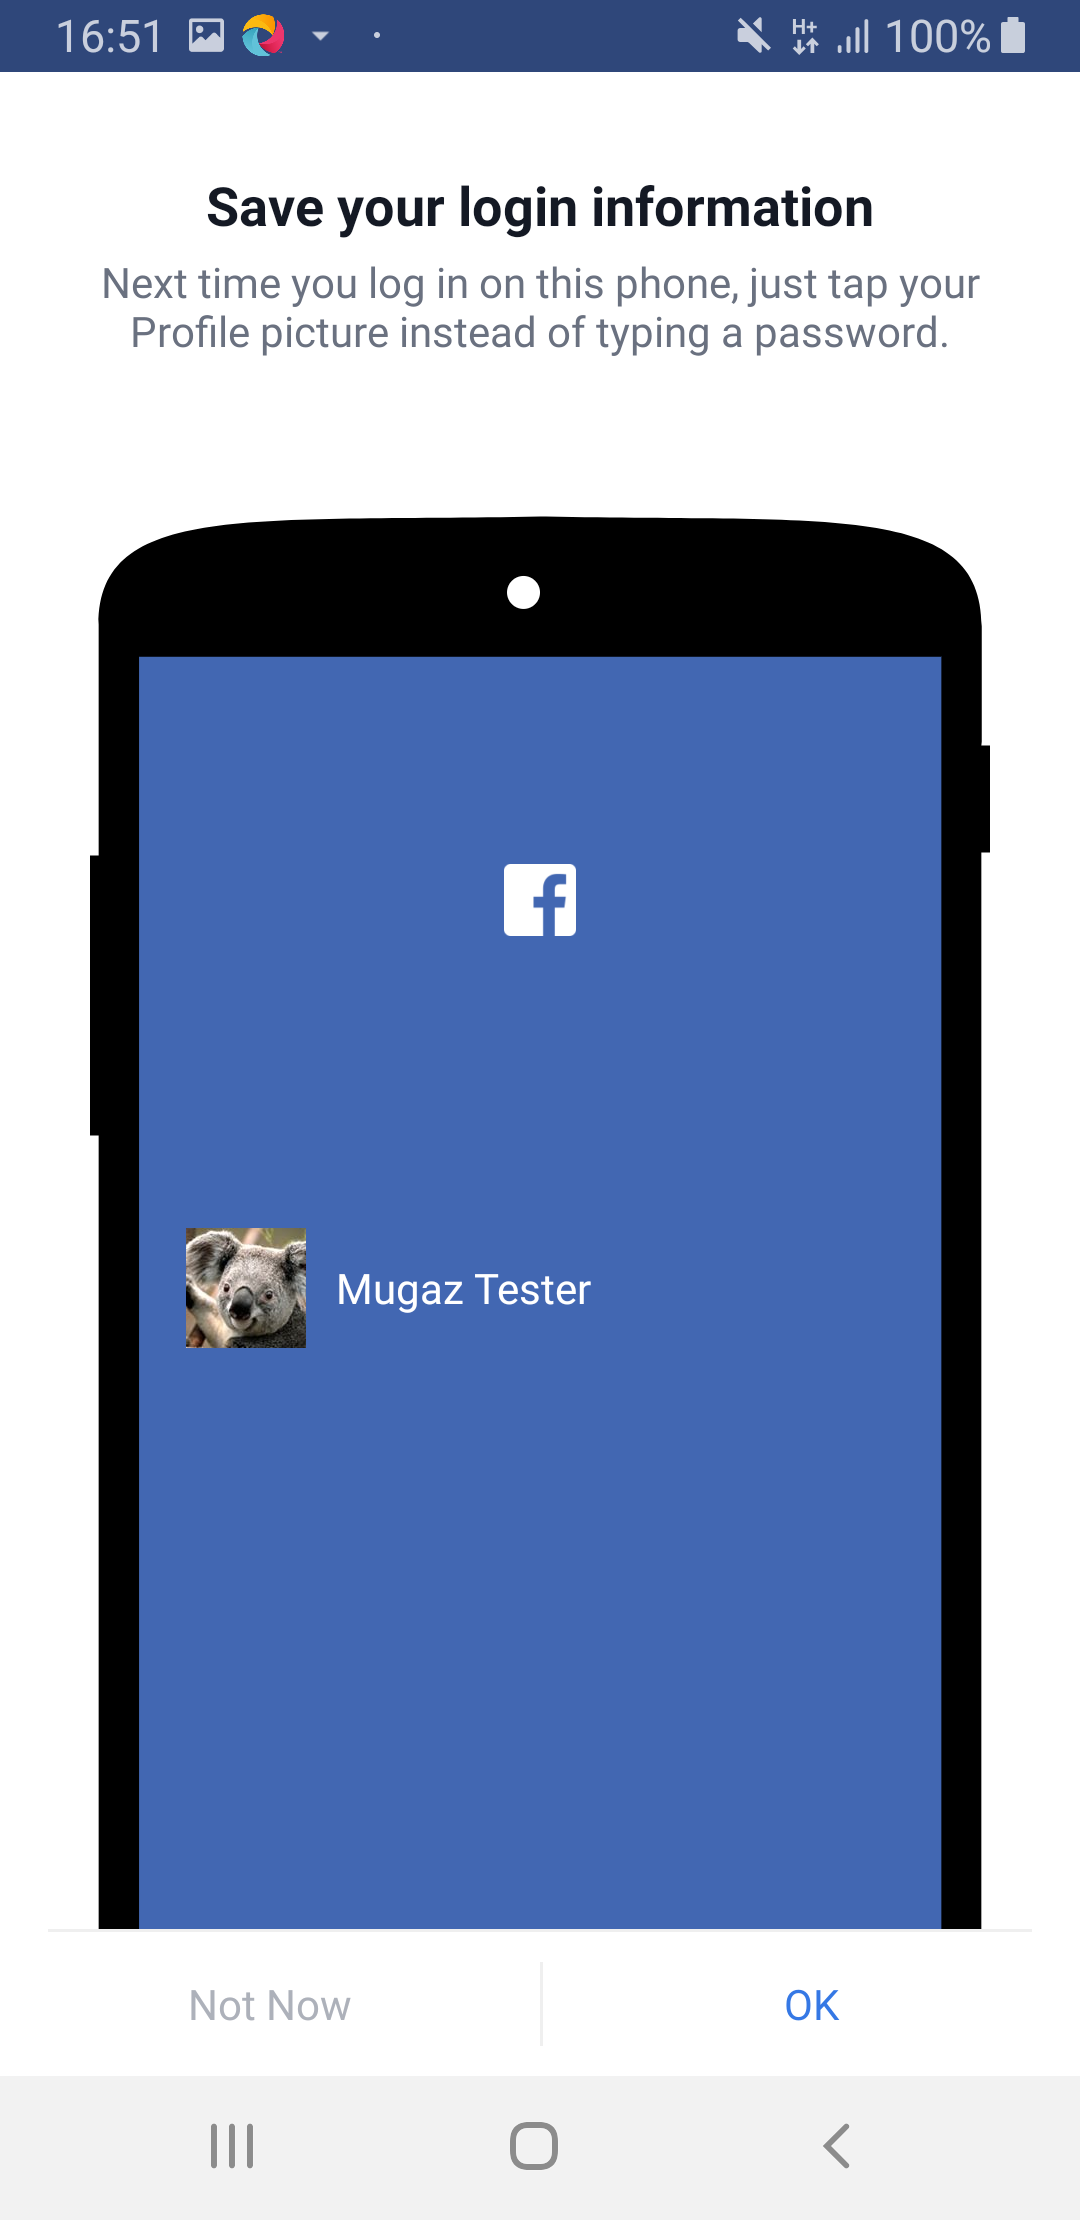 16:51 H+ 100%
Save your login information
Next time you log in on this phone, just tap your
Profile picture instead of typing a password.
f
Mugaz Tester
Not Now OK